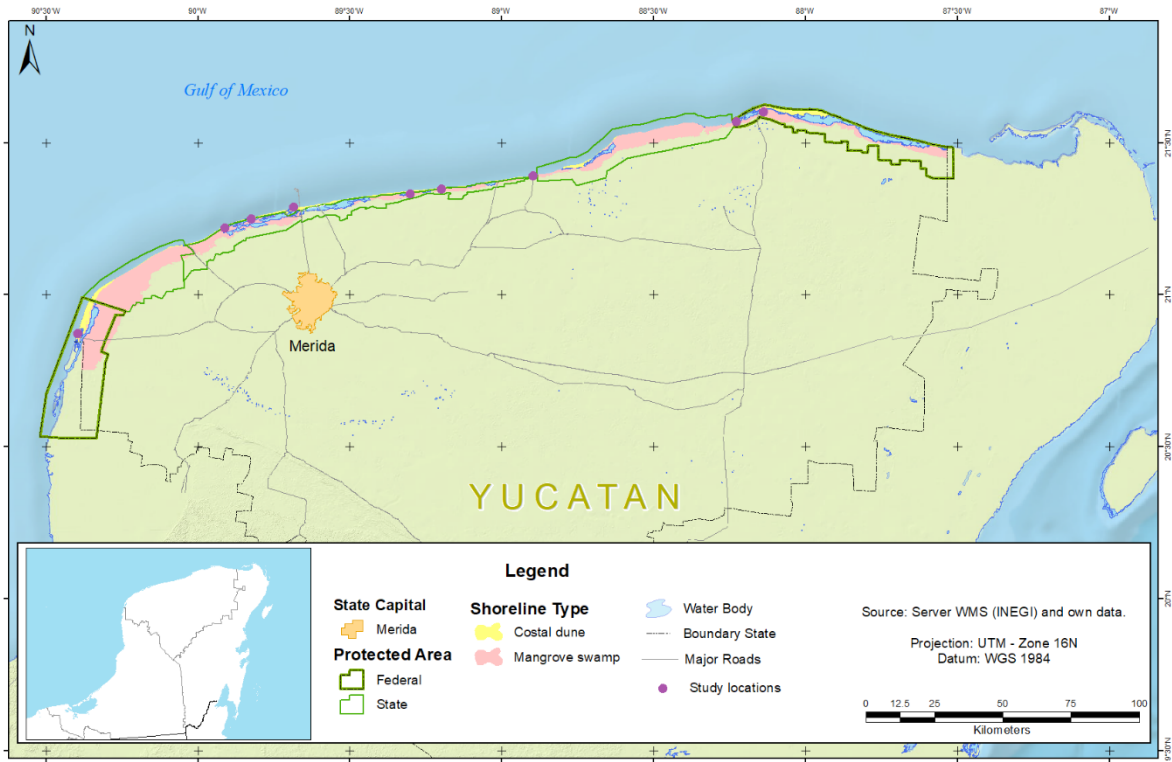 90°30'W 90°W 89°30'W 89°W 88°30'W 88°W 87°30'W 87°W
N
Gulf of Mexico
21°30'N
21°N
Merida
20°30'N
YUCATAN
Legend
State Capital
Merida
Protected Area
Federal
State
Shoreline Type
Costal dune
Mangrove swamp
Water Body
Boundary State
Major Roads
Study locations
Source: Server WMS (INEGI) and own data.
Projection: UTM - Zone 16N
Datum: WGS 1984
0 12.5 25 50 75 100
Kilometers
20°N